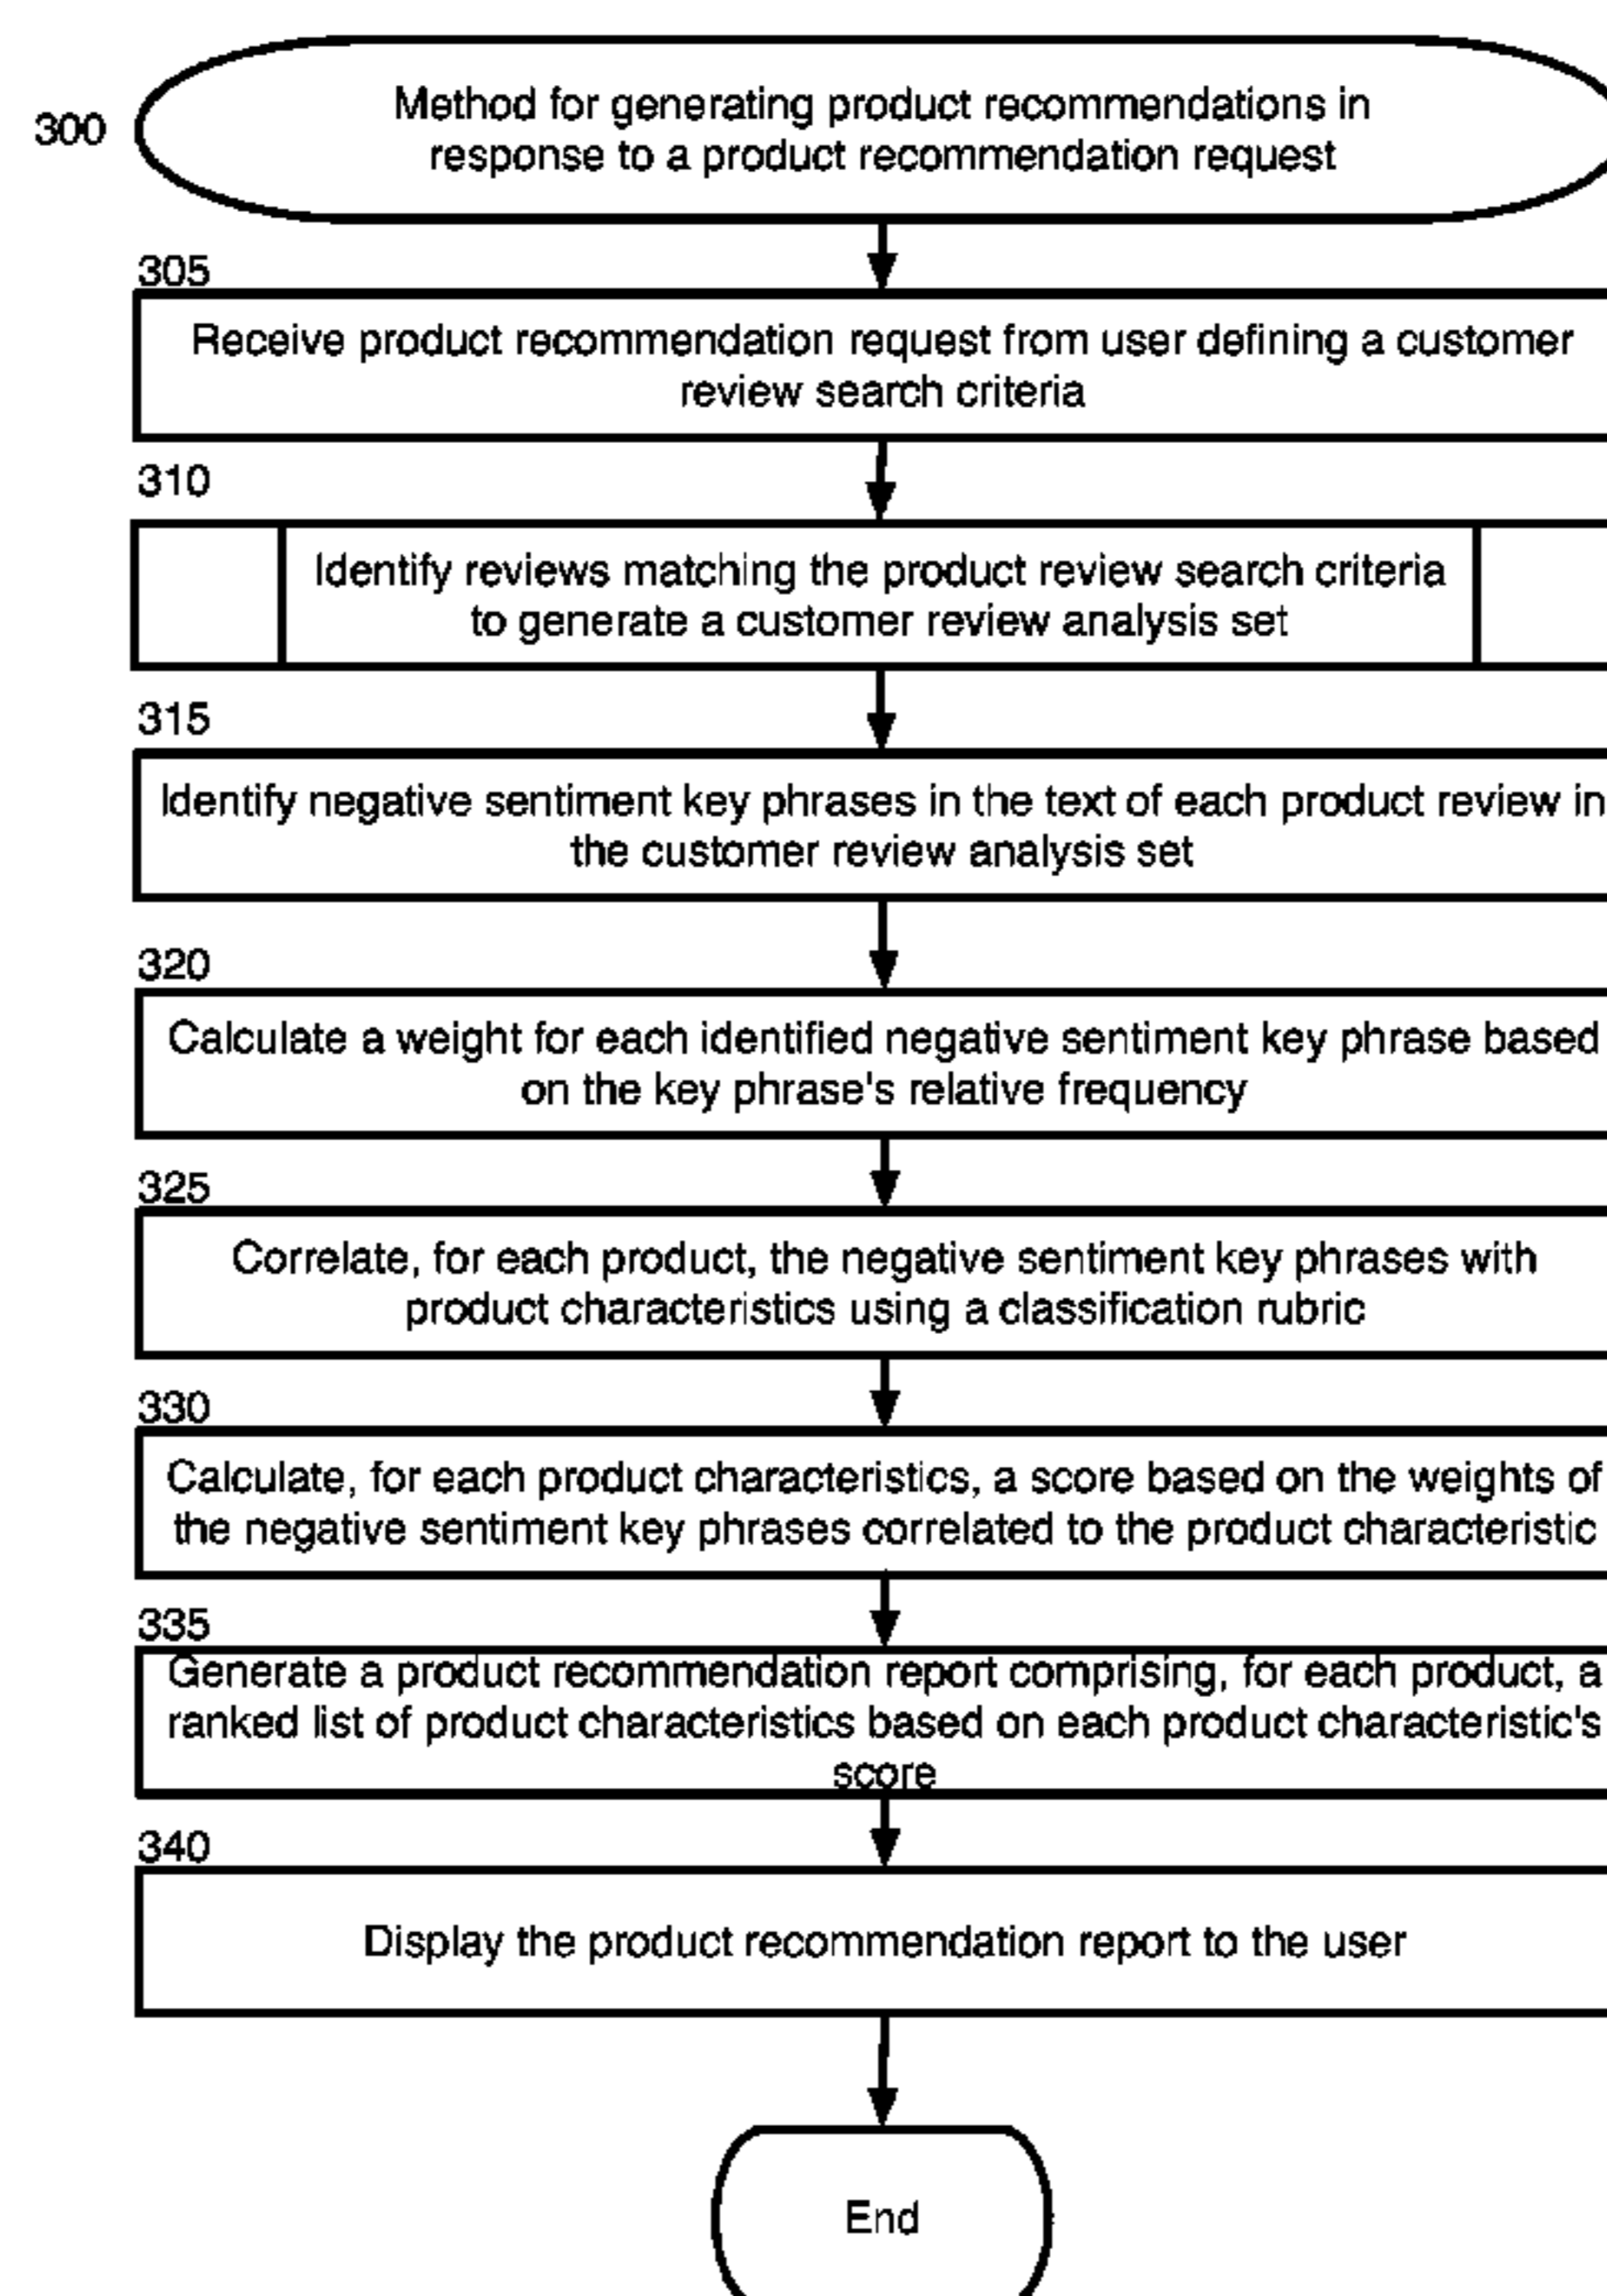 300
Method for generating product recommendations in
response to a product recommendation request
305
Receive product recommendation request from user defining a customer
review search criteria
310
Identify reviews matching the product review search criteria
to generate a customer review analysis set
315
Identify negative sentiment key phrases in the text of each product review in
the customer review analysis set
320
Calculate a weight for each identified negative sentiment key phrase based
on the key phrase's relative frequency
325
Correlate, for each product, the negative sentiment key phrases with
product characteristics using a classification rubric
330
Calculate, for each product characteristics, a score based on the weights of
the negative sentiment key phrases correlated to the product characteristic
335
Generate a product recommendation report comprising, for each product, a
ranked list of product characteristics based on each product characteristic's
score
340
Display the product recommendation report to the user
End